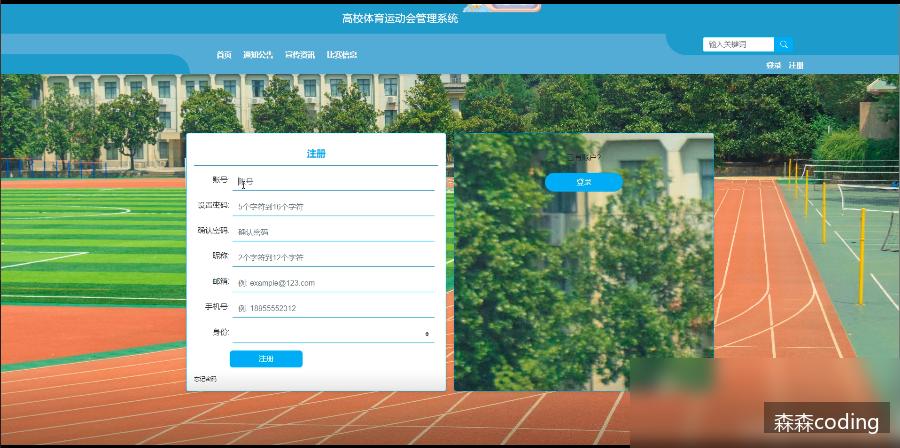 高校体育运动会管理系统
输入关键词
首页 通知公告 宣传资讯 比赛信息
登录 注册
注册
账号: 账号
设置密码: 5个字符到16个字符
确认密码: 确认密码
昵称: 2个字符到12个字符
邮箱: 例: example@123.com
手机号: 例: 18955552312
身份:
注册
忘记密码
已有账户?
登录
森森coding